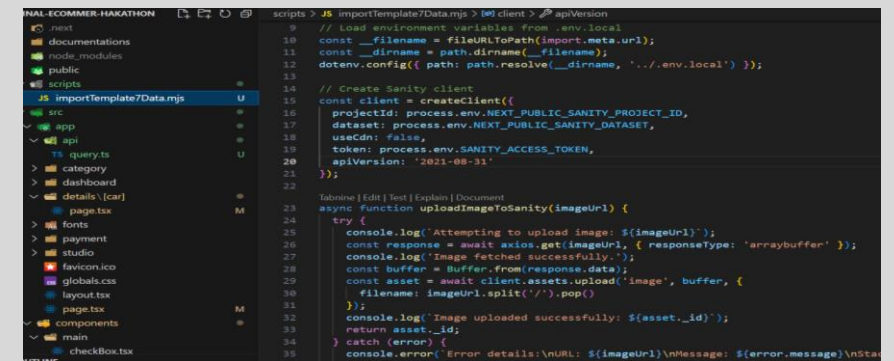 INAL-ECOMMER-HAKATHON
.next
documentations
node_modules
public
scripts
JS importTemplate7Data.mjs U
src
app
api
TS query.ts U
category
dashboard
details\[car]
page.tsx M
fonts
payment
studio
favicon.ico
globals.css
layout.tsx
page.tsx M
components
main
checkBox.tsx
scripts > JS importTemplate7Data.mjs > client > apiVersion
9 // Load environment variables from .env.local
10 const __filename = fileURLToPath(import.meta.url);
11 const __dirname = path.dirname(__filename);
12 dotenv.config({ path: path.resolve(__dirname, '../.env.local') });
13
14 // Create Sanity client
15 const client = createClient({
16 projectId: process.env.NEXT_PUBLIC_SANITY_PROJECT_ID,
17 dataset: process.env.NEXT_PUBLIC_SANITY_DATASET,
18 useCdn: false,
19 token: process.env.SANITY_ACCESS_TOKEN,
20 apiVersion: '2021-08-31'
21 });
22
Tabnine | Edit | Test | Explain | Document
23 async function uploadImageToSanity(imageUrl) {
24 try {
25 console.log(`Attempting to upload image: ${imageUrl}`);
26 const response = await axios.get(imageUrl, { responseType: 'arraybuffer' });
27 console.log('Image fetched successfully.');
28 const buffer = Buffer.from(response.data);
29 const asset = await client.assets.upload('image', buffer, {
30 filename: imageUrl.split('/').pop()
31 });
32 console.log(`Image uploaded successfully: ${asset._id}`);
33 return asset._id;
34 } catch (error) {
35 console.error(`Error details:\nURL: ${imageUrl}\nMessage: ${error.message}\nStac